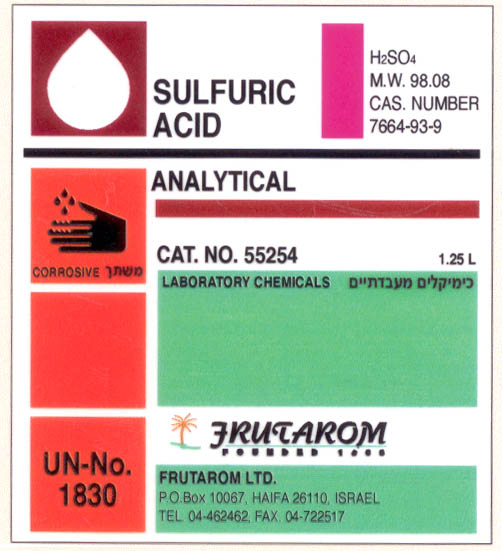 SULFURIC
ACID
H2SO4
M.W. 98.08
CAS. NUMBER
7664-93-9
ANALYTICAL
CORROSIVE משתך
CAT. NO. 55254 1.25 L
LABORATORY CHEMICALS כימיקלים מעבדתיים
FRUTAROM
FOUNDED 1933
UN-No.
1830
FRUTAROM LTD.
P.O.Box 10067, HAIFA 26110, ISRAEL
TEL. 04-462462, FAX. 04-722517